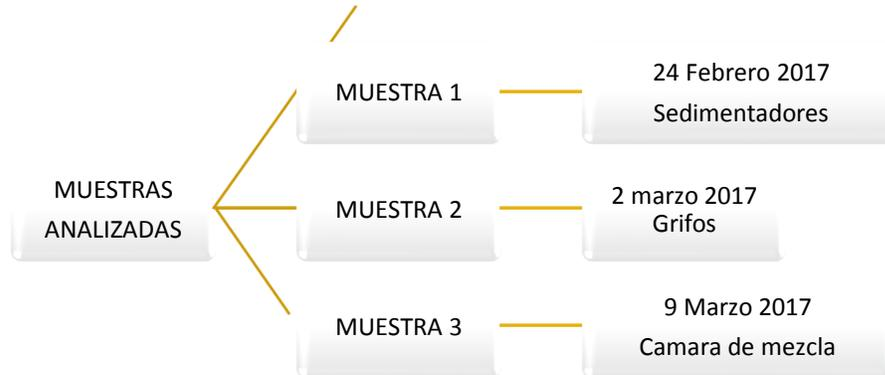 MUESTRAS
ANALIZADAS
MUESTRA 1
24 Febrero 2017
Sedimentadores
MUESTRA 2
2 marzo 2017
Grifos
MUESTRA 3
9 Marzo 2017
Camara de mezcla